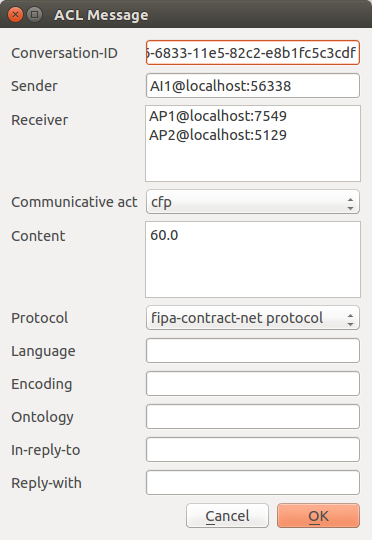 ACL Message
Conversation-ID
-6833-11e5-82c2-e8b1fc5c3cdf
Sender
AI1@localhost:56338
Receiver
AP1@localhost:7549
AP2@localhost:5129
Communicative act
cfp
Content
60.0
Protocol
fipa-contract-net protocol
Language
Encoding
Ontology
In-reply-to
Reply-with
Cancel
OK